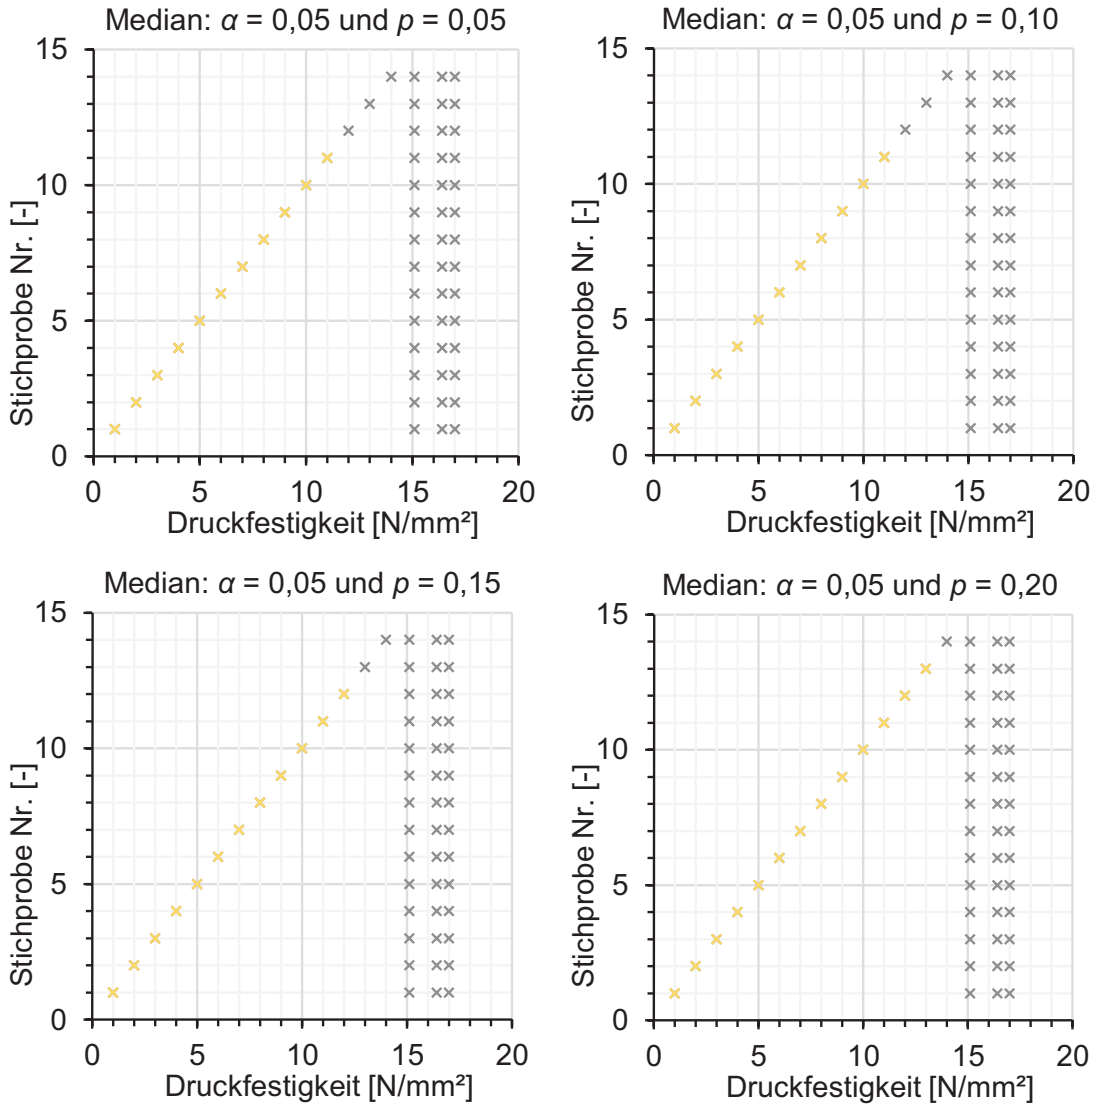 Median: α = 0,05 und p = 0,05
15
10
5
0
Stichprobe Nr. [-]
0 5 10 15 20
Druckfestigkeit [N/mm²]
Median: α = 0,05 und p = 0,10
15
10
5
0
Stichprobe Nr. [-]
0 5 10 15 20
Druckfestigkeit [N/mm²]
Median: α = 0,05 und p = 0,15
15
10
5
0
Stichprobe Nr. [-]
0 5 10 15 20
Druckfestigkeit [N/mm²]
Median: α = 0,05 und p = 0,20
15
10
5
0
Stichprobe Nr. [-]
0 5 10 15 20
Druckfestigkeit [N/mm²]